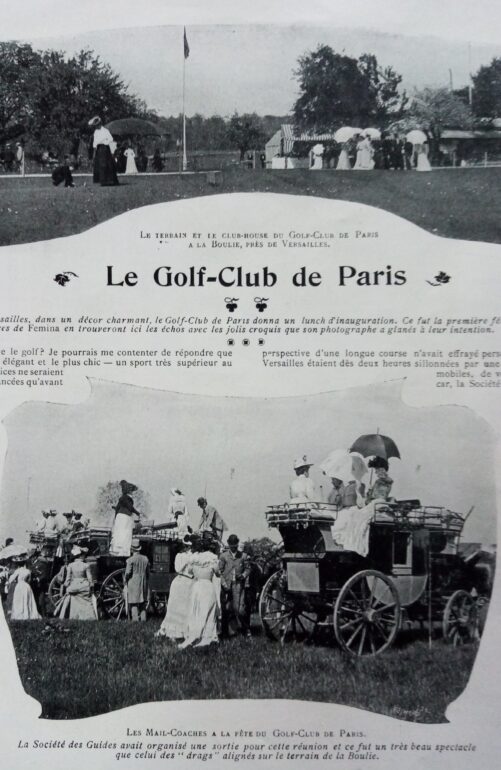 Le terrain et le club-house du Golf-Club de Paris
a la Boulie, près de Versailles.
Le Golf-Club de Paris
sailles, dans un décor charmant, le Golf-Club de Paris donna un lunch d'inauguration. Ce fut la première
es de Femina en trouveront ici les échos avec les jolis croquis que son photographe a glanés à leur intention.
e le golf? Je pourrais me contenter de répondre que
élégant et le plus chic — un sport très supérieur au
ices ne seraient
ancées qu'avant
perspective d'une longue course n'avait effrayé pers
Versailles étaient dès deux heures sillonnées par une
mobiles, de v
car, la Société
Les Mail-Coaches a la fête du Golf-Club de Paris.
La Société des Guides avait organisé une sortie pour cette réunion et ce fut un très beau spectacle
que celui des "drags" alignés sur le terrain de la Boulie.